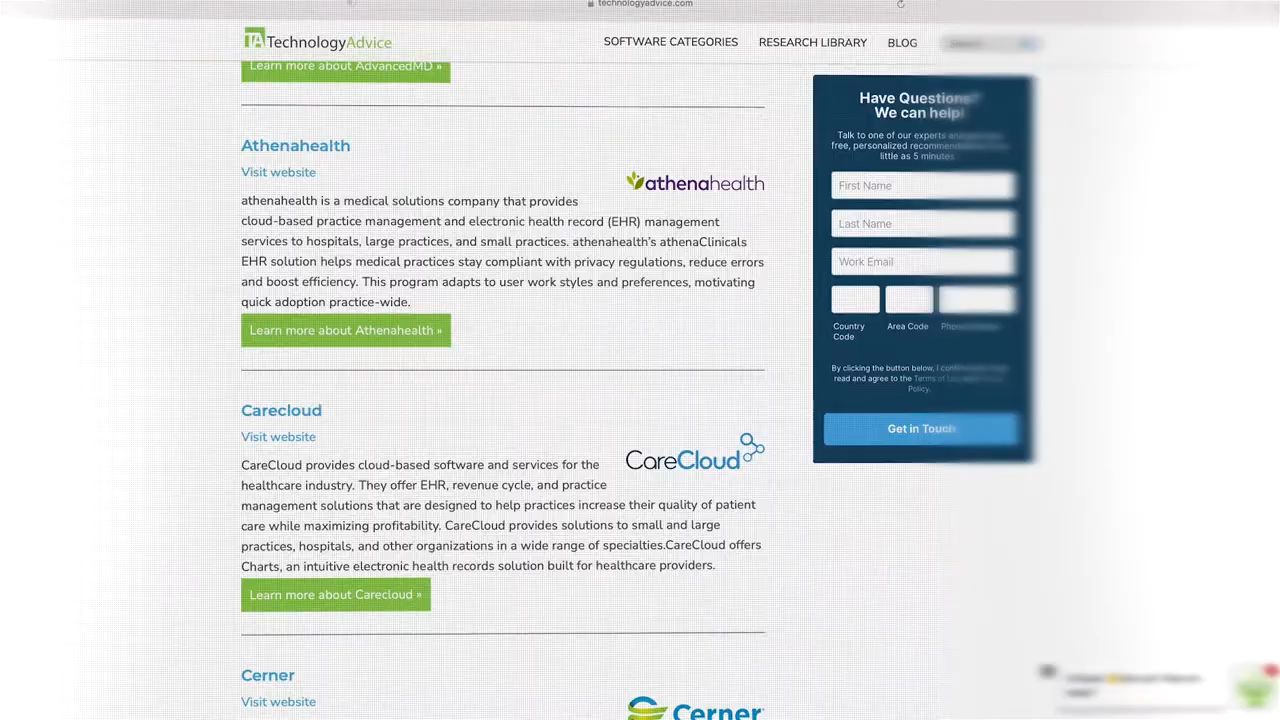 technologyadvice.com
TA TechnologyAdvice
SOFTWARE CATEGORIES RESEARCH LIBRARY BLOG
Learn more about AdvancedMD »
Athenahealth
Visit website
athenahealth
athenahealth is a medical solutions company that provides
cloud-based practice management and electronic health record (EHR) management
services to hospitals, large practices, and small practices. athenahealth's athenaClinicals
EHR solution helps medical practices stay compliant with privacy regulations, reduce errors
and boost efficiency. This program adapts to user work styles and preferences, motivating
quick adoption practice-wide.
Learn more about Athenahealth »
Carecloud
Visit website
CareCloud
CareCloud provides cloud-based software and services for the
healthcare industry. They offer EHR, revenue cycle, and practice
management solutions that are designed to help practices increase their quality of patient
care while maximizing profitability. CareCloud provides solutions to small and large
practices, hospitals, and other organizations in a wide range of specialties.CareCloud offers
Charts, an intuitive electronic health records solution built for healthcare providers.
Learn more about Carecloud »
Cerner
Visit website
Cerner
Have Questions?
We can help!
Talk to one of our experts
free, personalized
little as 5 minutes
First Name
Last Name
Work Email
Country Code
Area Code
By clicking the button below, I
read and agree to the Terms of
Policy.
Get in Touch